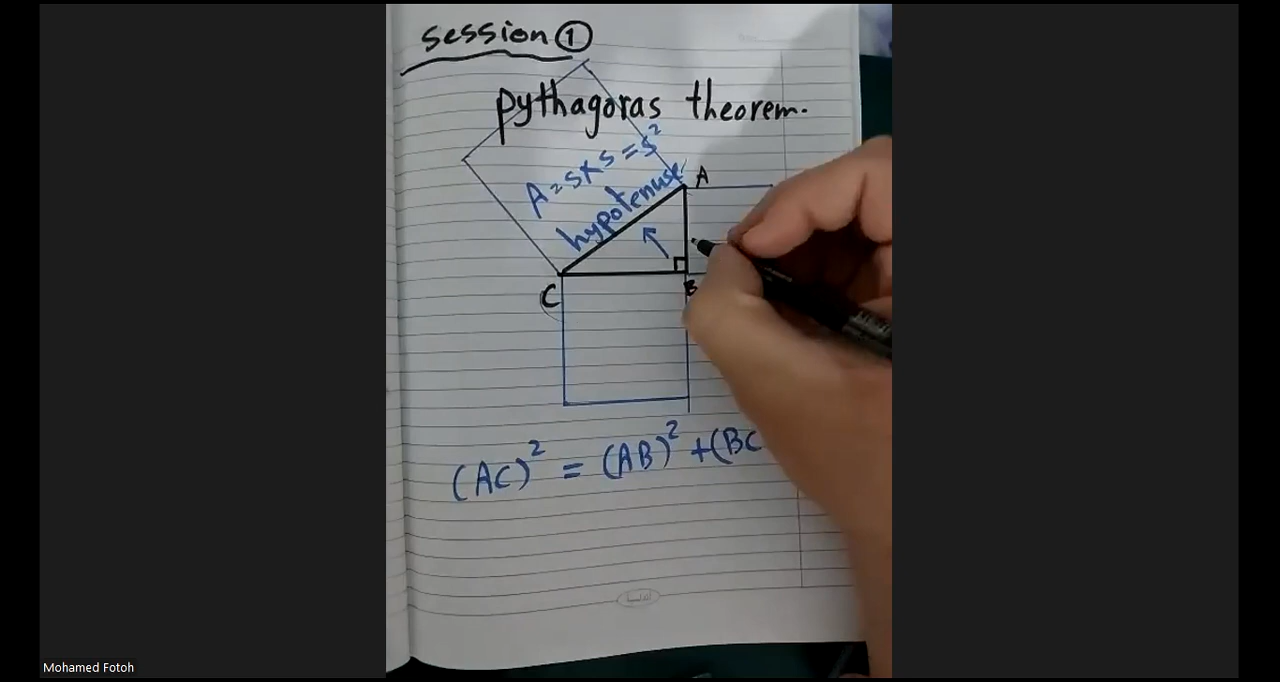 session 1
pythagoras theorem.
A = s x s = s²
hypotenuse
A
B
C
(AC)² = (AB)² + (BC
Mohamed Fotoh